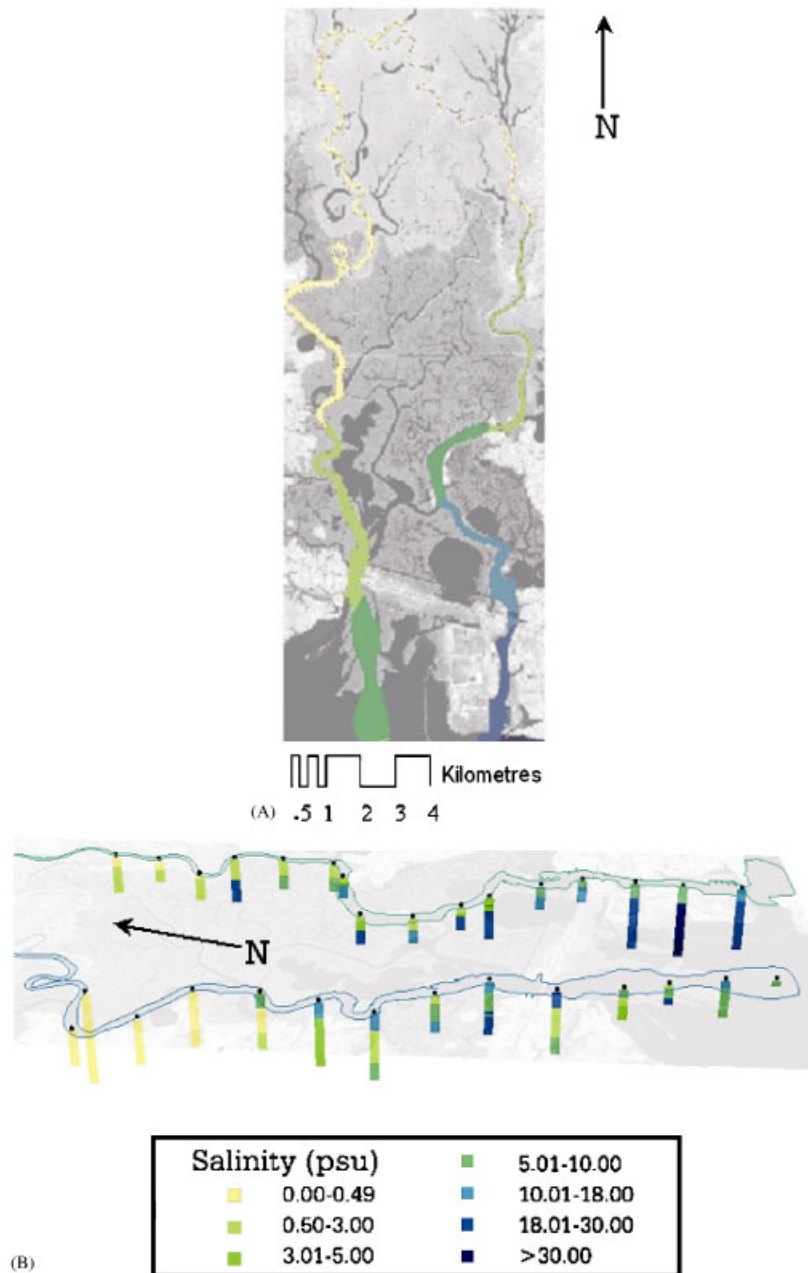 N
Kilometres
(A) .5 1 2 3 4
N
Salinity (psu)
0.00-0.49
0.50-3.00
3.01-5.00
5.01-10.00
10.01-18.00
18.01-30.00
>30.00
(B)